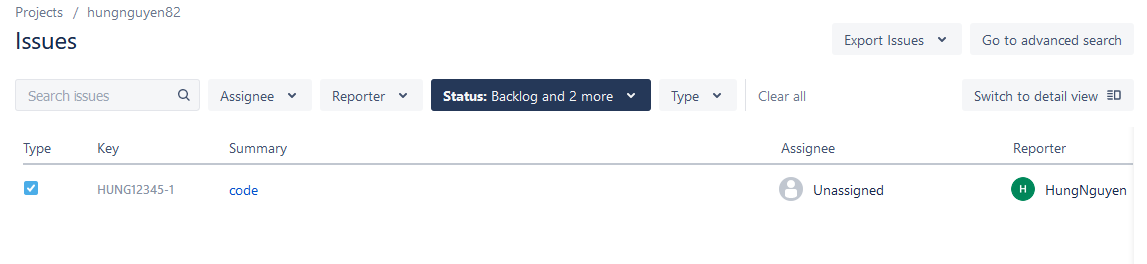 Projects / hungnguyen82
Issues
Export Issues Go to advanced search
Search issues Assignee Reporter Status: Backlog and 2 more Type Clear all Switch to detail view
Type Key Summary Assignee Reporter
HUNG12345-1 code Unassigned H HungNguyen